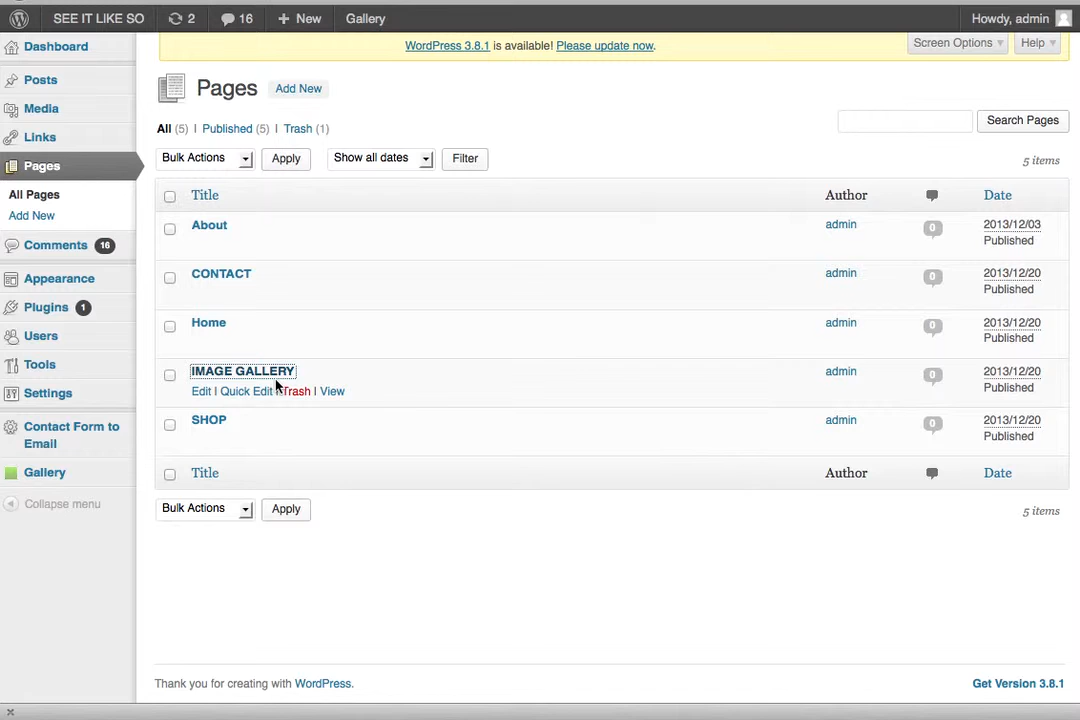 SEE IT LIKE SO 2 16 + New Gallery Howdy, admin
WordPress 3.8.1 is available! Please update now.
Screen Options Help
Dashboard
Posts
Media
Links
Pages
All Pages
Add New
Comments 16
Appearance
Plugins 1
Users
Tools
Settings
Contact Form to
Email
Gallery
Collapse menu
Pages Add New
All (5) | Published (5) | Trash (1)
Search Pages
Bulk Actions Apply Show all dates Filter 5 items
Title Author Date
About admin 0 2013/12/03
Published
CONTACT admin 0 2013/12/20
Published
Home admin 0 2013/12/20
Published
IMAGE GALLERY admin 0 2013/12/20
Edit | Quick Edit | Trash | View Published
SHOP admin 0 2013/12/20
Published
Title Author Date
Bulk Actions Apply 5 items
Thank you for creating with WordPress. Get Version 3.8.1